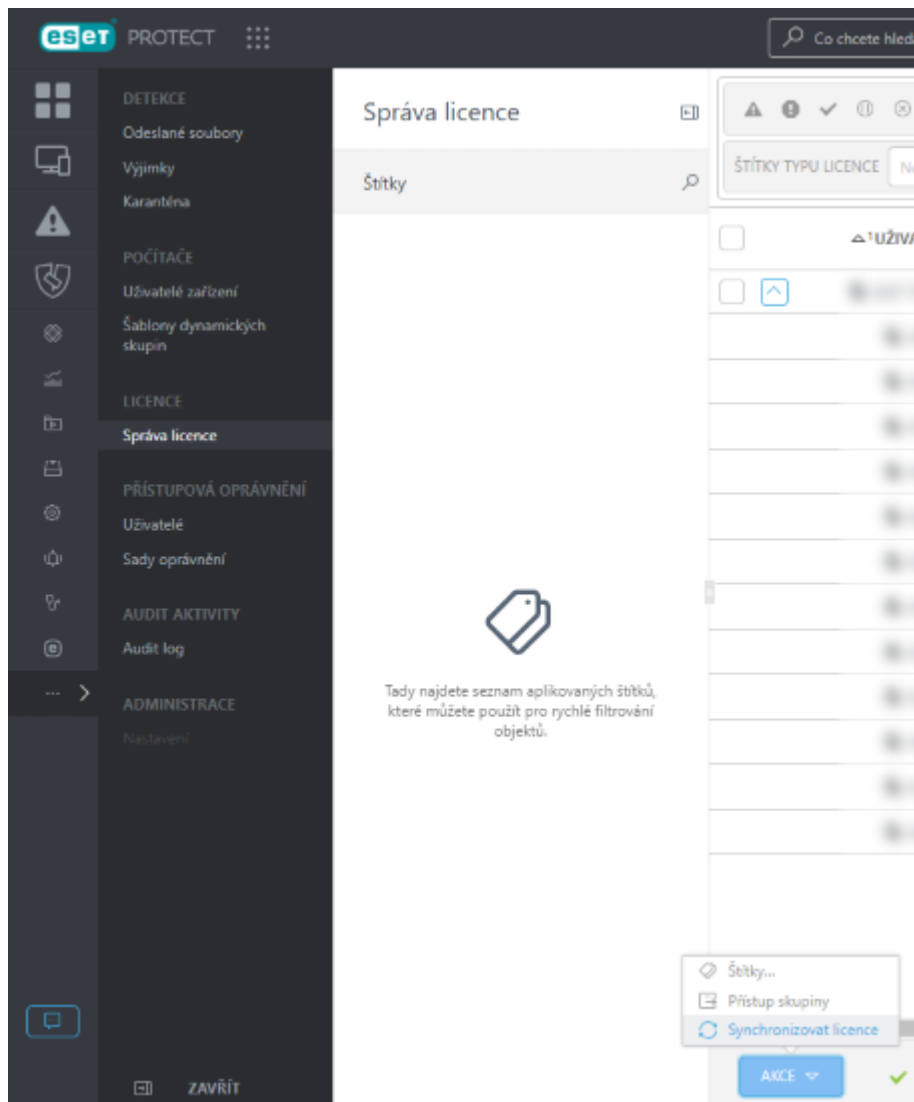 eset PROTECT
Co chcete hled
DETEKCE
Odeslané soubory
Výjimky
Karanténa
POČÍTAČE
Uživatelé zařízení
Šablony dynamických
skupin
LICENCE
Správa licence
PŘÍSTUPOVÁ OPRÁVNĚNÍ
Uživatelé
Sady oprávnění
AUDIT AKTIVITY
Audit log
ADMINISTRACE
Nastavení
ZAVŘÍT
Správa licence
Štítky
Tady najdete seznam aplikovaných štítků,
které můžete použít pro rychlé filtrování
objektů.
ŠTÍTKY TYPU LICENCE
UŽIVA
Štítky...
Přístup skupiny
Synchronizovat licence
AKCE